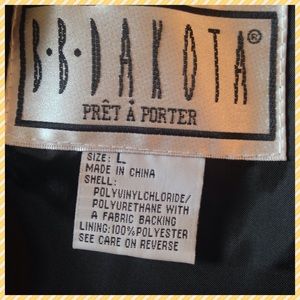 B·B·DAKOTA®
PRÊT À PORTER
SIZE: L
MADE IN CHINA
SHELL:
POLYVINYLCHLORIDE/
POLYURETHANE WITH
A FABRIC BACKING
LINING:100%POLYESTER
SEE CARE ON REVERSE